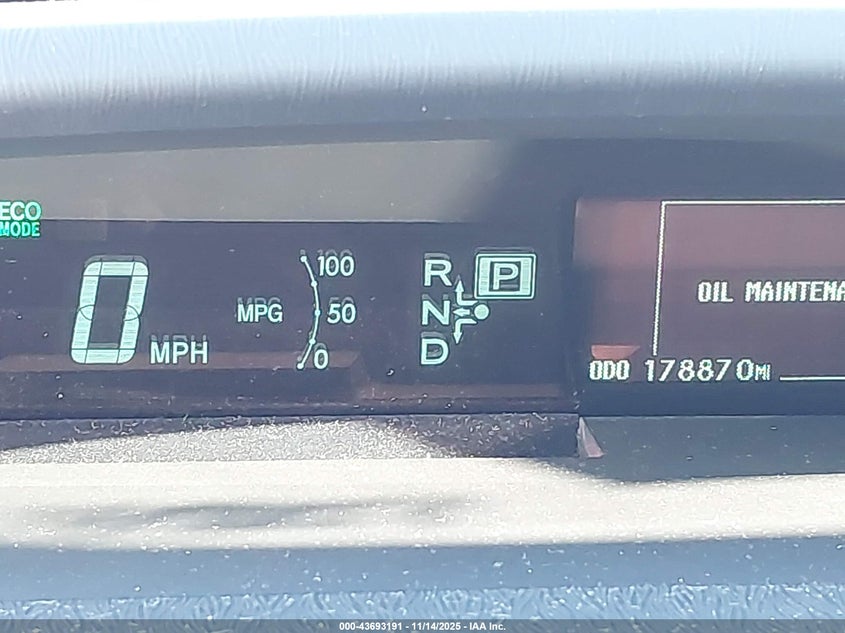 ECO
MODE
0 MPH
MPG
100
50
0
R
N
D
P
OIL MAINTENA
ODO 178870MI
000-43693191 - 11/14/2025 - IAA Inc.